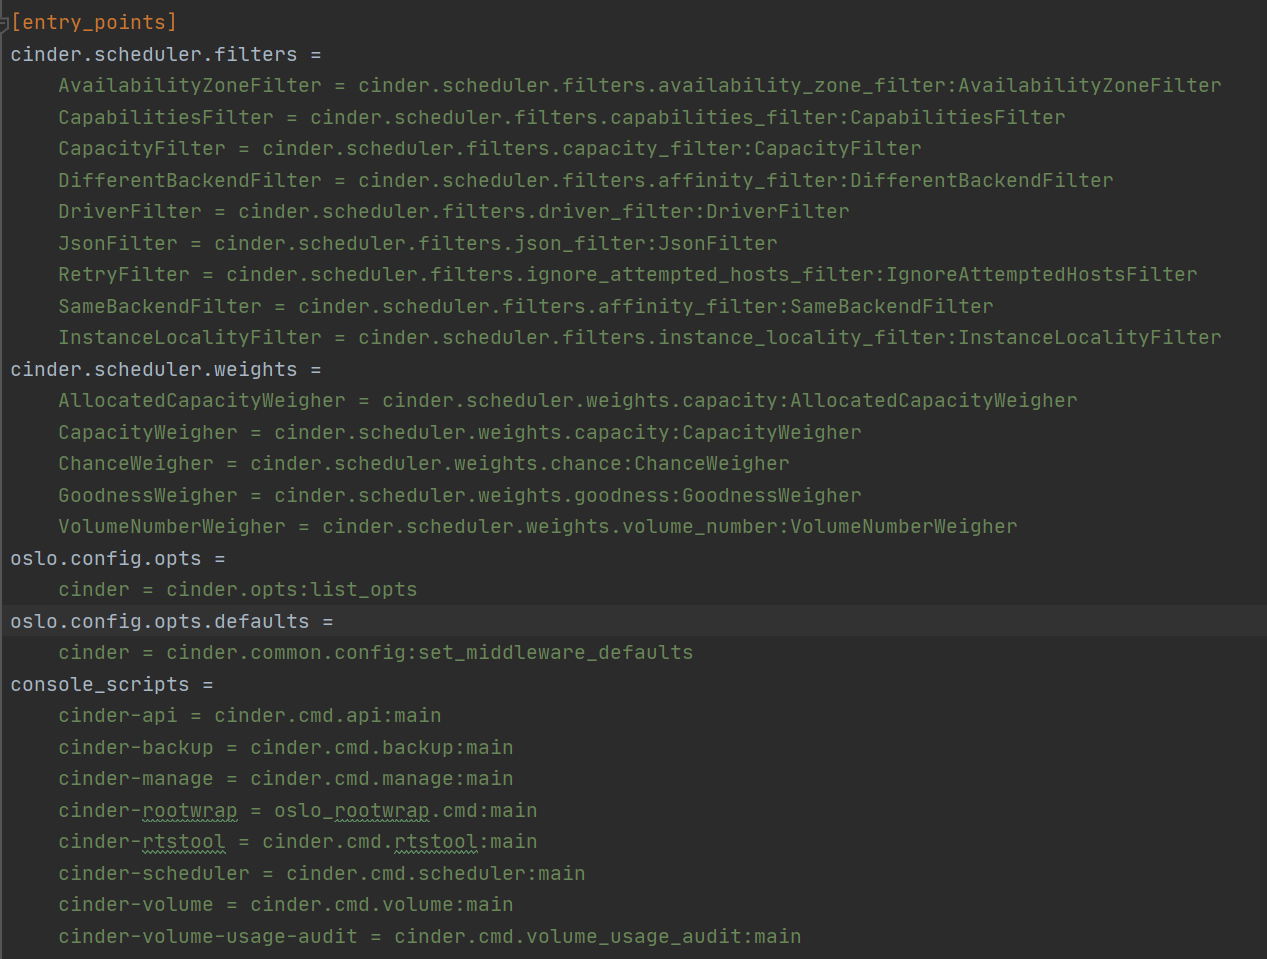 [entry_points]
cinder.scheduler.filters =
    AvailabilityZoneFilter = cinder.scheduler.filters.availability_zone_filter:AvailabilityZoneFilter
    CapabilitiesFilter = cinder.scheduler.filters.capabilities_filter:CapabilitiesFilter
    CapacityFilter = cinder.scheduler.filters.capacity_filter:CapacityFilter
    DifferentBackendFilter = cinder.scheduler.filters.affinity_filter:DifferentBackendFilter
    DriverFilter = cinder.scheduler.filters.driver_filter:DriverFilter
    JsonFilter = cinder.scheduler.filters.json_filter:JsonFilter
    RetryFilter = cinder.scheduler.filters.ignore_attempted_hosts_filter:IgnoreAttemptedHostsFilter
    SameBackendFilter = cinder.scheduler.filters.affinity_filter:SameBackendFilter
    InstanceLocalityFilter = cinder.scheduler.filters.instance_locality_filter:InstanceLocalityFilter
cinder.scheduler.weights =
    AllocatedCapacityWeigher = cinder.scheduler.weights.capacity:AllocatedCapacityWeigher
    CapacityWeigher = cinder.scheduler.weights.capacity:CapacityWeigher
    ChanceWeigher = cinder.scheduler.weights.chance:ChanceWeigher
    GoodnessWeigher = cinder.scheduler.weights.goodness:GoodnessWeigher
    VolumeNumberWeigher = cinder.scheduler.weights.volume_number:VolumeNumberWeigher
oslo.config.opts =
    cinder = cinder.opts:list_opts
oslo.config.opts.defaults =
    cinder = cinder.common.config:set_middleware_defaults
console_scripts =
    cinder-api = cinder.cmd.api:main
    cinder-backup = cinder.cmd.backup:main
    cinder-manage = cinder.cmd.manage:main
    cinder-rootwrap = oslo_rootwrap.cmd:main
    cinder-rtstool = cinder.cmd.rtstool:main
    cinder-scheduler = cinder.cmd.scheduler:main
    cinder-volume = cinder.cmd.volume:main
    cinder-volume-usage-audit = cinder.cmd.volume_usage_audit:main